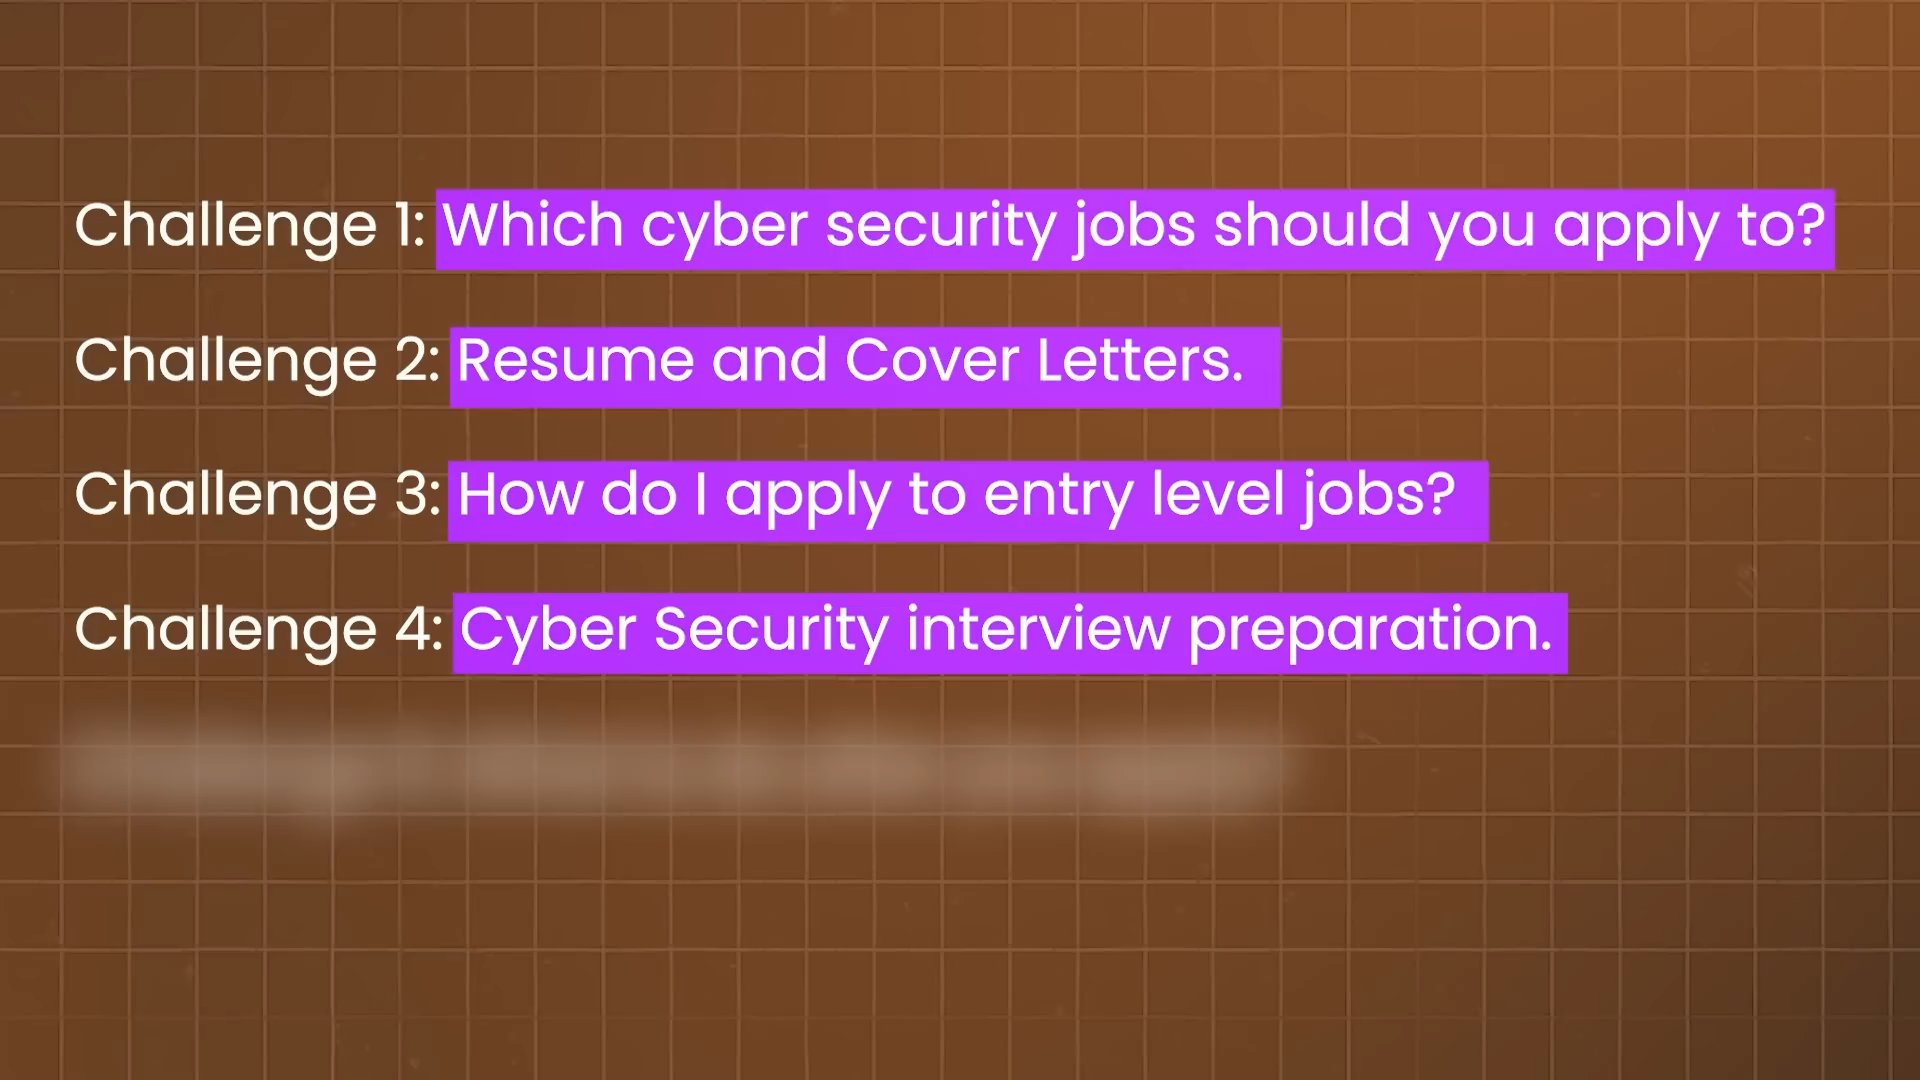 Challenge 1: Which cyber security jobs should you apply to?
Challenge 2: Resume and Cover Letters.
Challenge 3: How do I apply to entry level jobs?
Challenge 4: Cyber Security interview preparation.